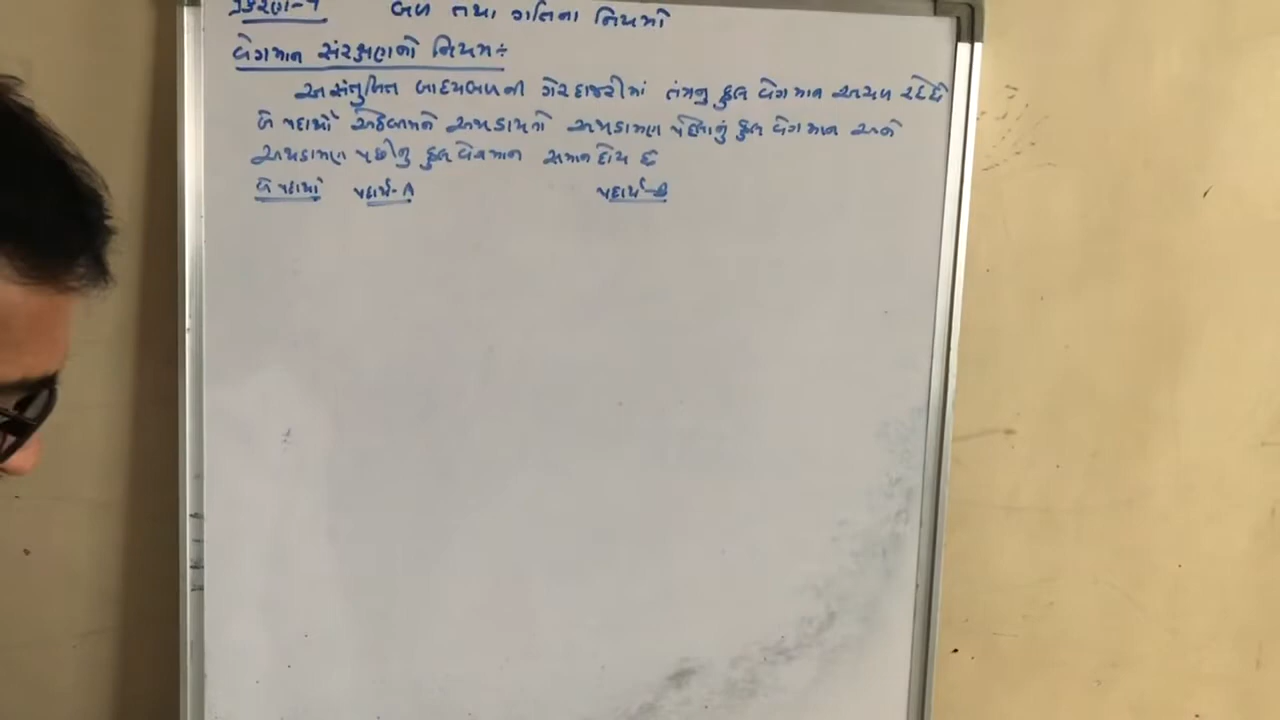 પ્રકરણ-9 બળ તથા ગતિના નિયમો
વેગમાન સંરક્ષણનો નિયમ:
અસંતુલિત બાહ્યબળની ગેરહાજરીમાં તંત્રનુ કુલ વેગમાન અચળ રહે છે
બે પદાર્થો અથડામણ પહેલાનું કુલ વેગમાન અને
અથડામણ પછીનુ કુલ વેગમાન સમાન હોય છે
બે પદાર્થો પદાર્થ-A પદાર્થ-B